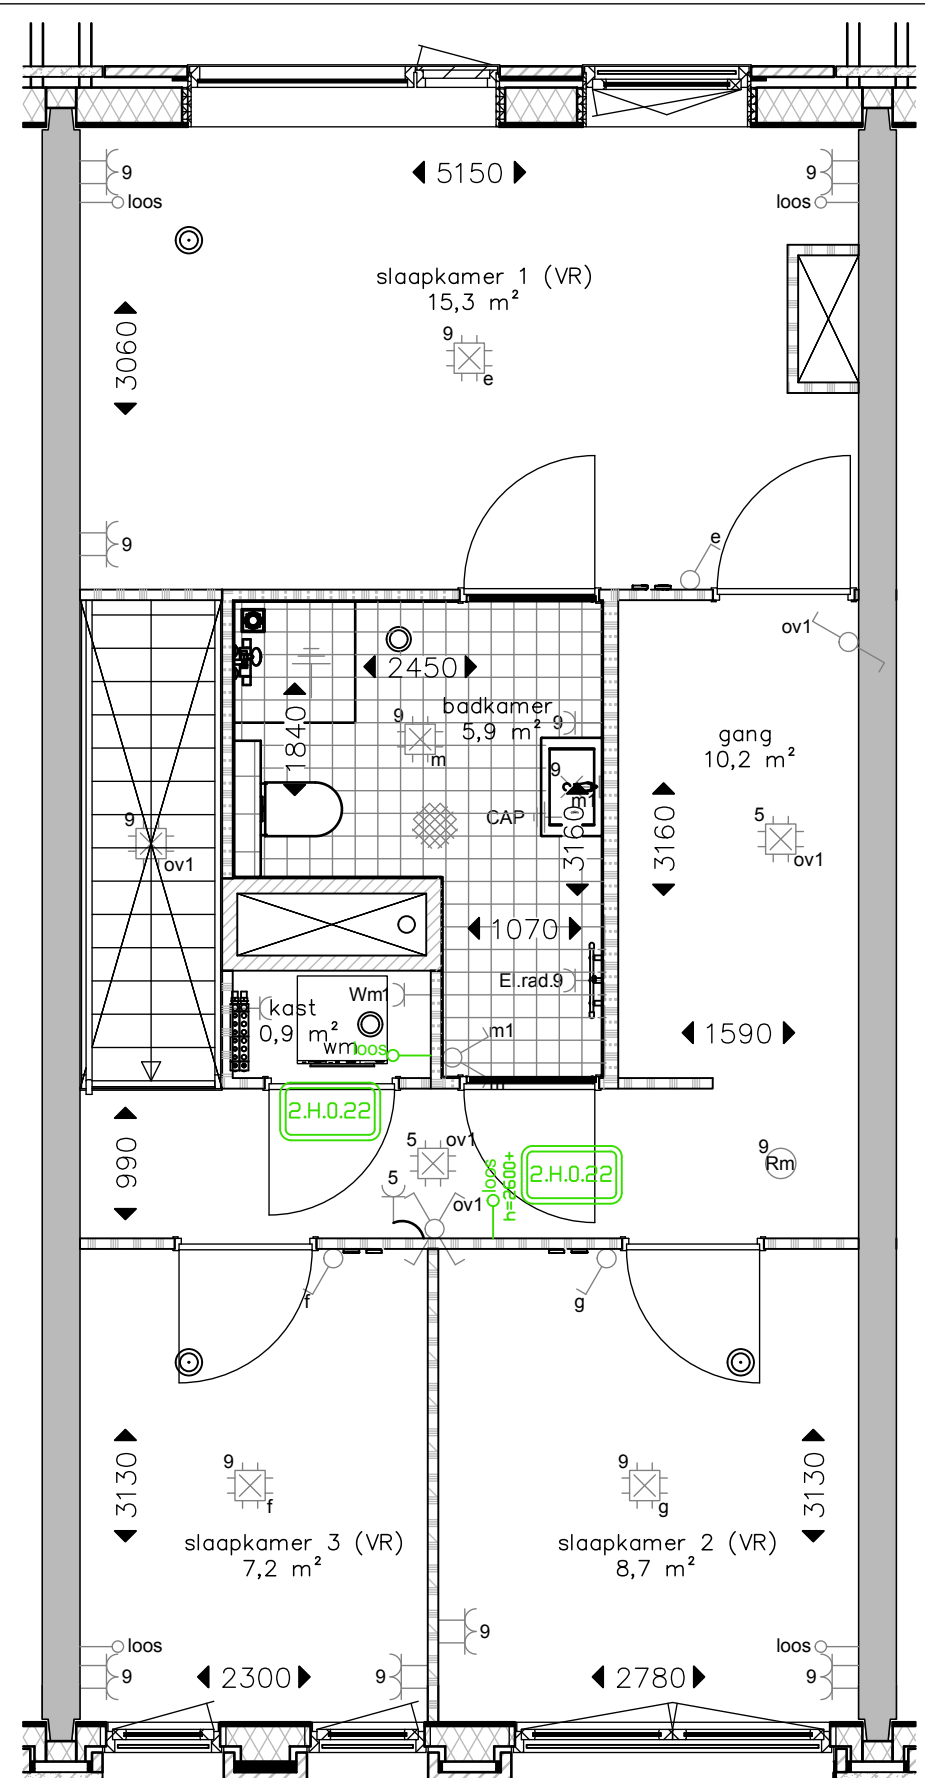 9
5150
9
loos
loos
slaapkamer 1 (VR)
15,3 m²
3060
9
e
9
e
ov1
2450
badkamer
5,9 m²
9
9
m
1840
gang
10,2 m²
9
m1
CAP
3160
3160
5
ov1
9
ov1
1070
El.rad.9
Wm1
kast
0,9 m²
wm
loos
m1
m
1590
2.H.0.22
990
5
ov1
loos
h=2600+
2.H.0.22
9
Rm
5
ov1
f
g
3130
9
f
9
g
3130
slaapkamer 3 (VR)
7,2 m²
slaapkamer 2 (VR)
8,7 m²
9
loos
loos
9
2300
9
2780
9